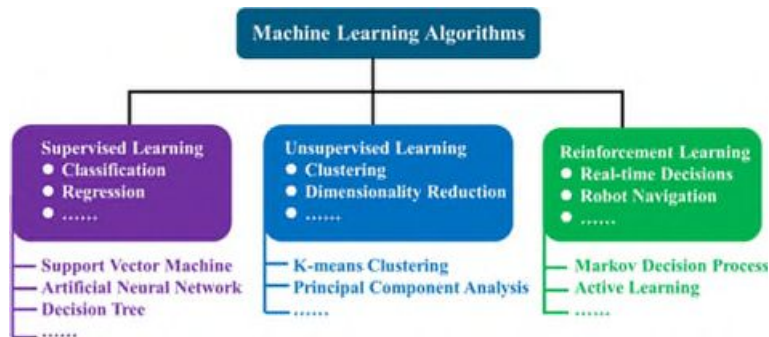 Machine Learning Algorithms
Supervised Learning
● Classification
● Regression
● ……
Support Vector Machine
Artificial Neural Network
Decision Tree
……
Unsupervised Learning
● Clustering
● Dimensionality Reduction
● ……
K-means Clustering
Principal Component Analysis
……
Reinforcement Learning
● Real-time Decisions
● Robot Navigation
● ……
Markov Decision Process
Active Learning
……